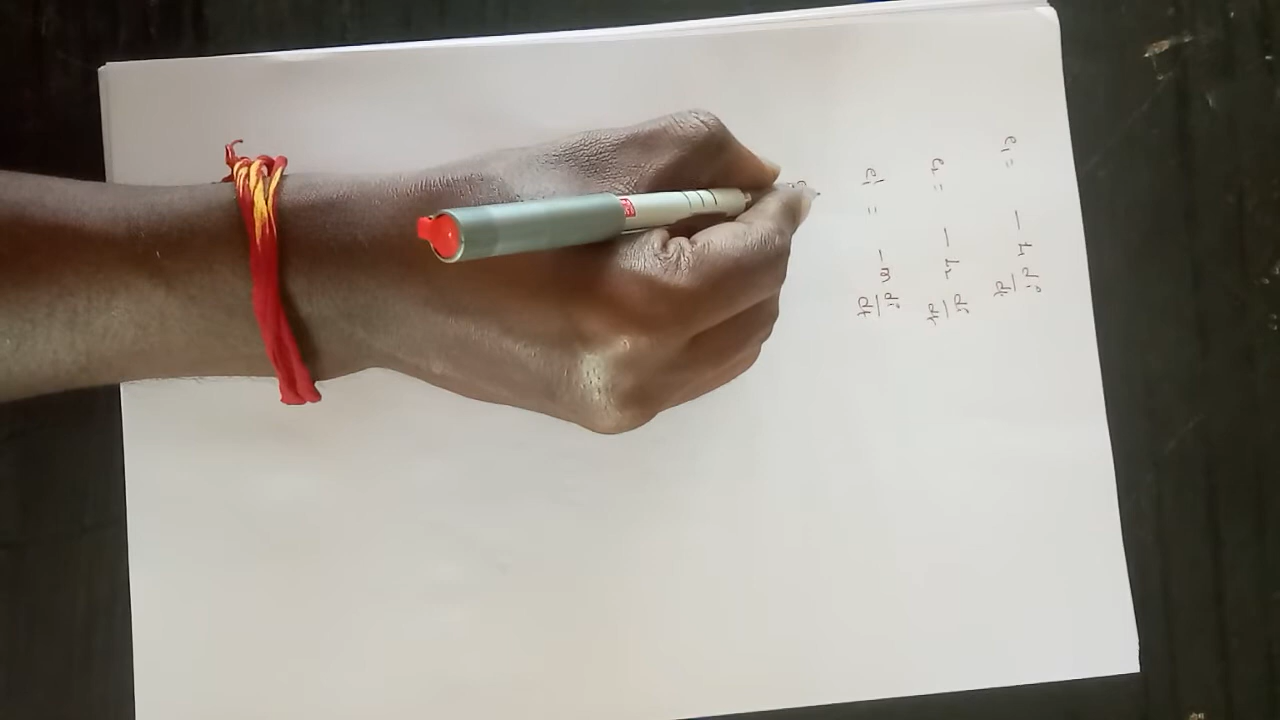 e₁ = — L₁ di/dt
e₂ = — L₂ di/dt
e₁' = — m di/dt